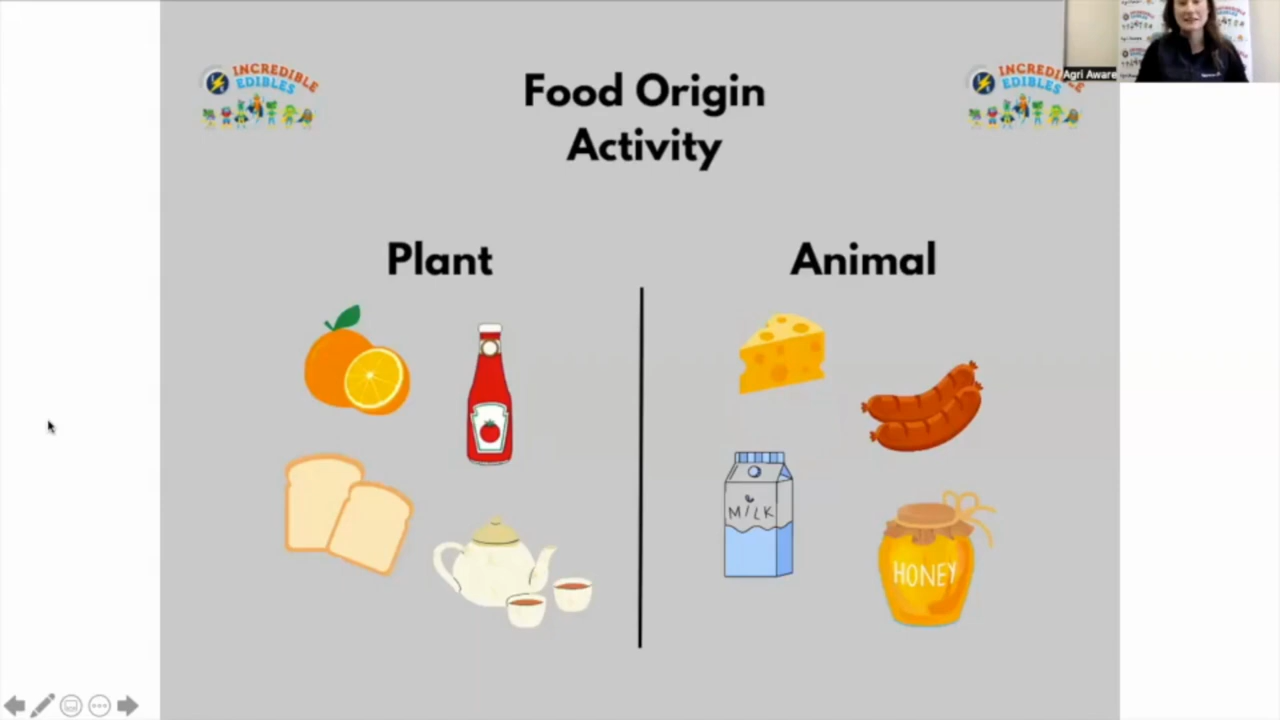 INCREDIBLE
EDIBLES
Food Origin
Activity
INCREDIBLE
EDIBLES
Agri Aware
Plant
Animal
MILK
HONEY